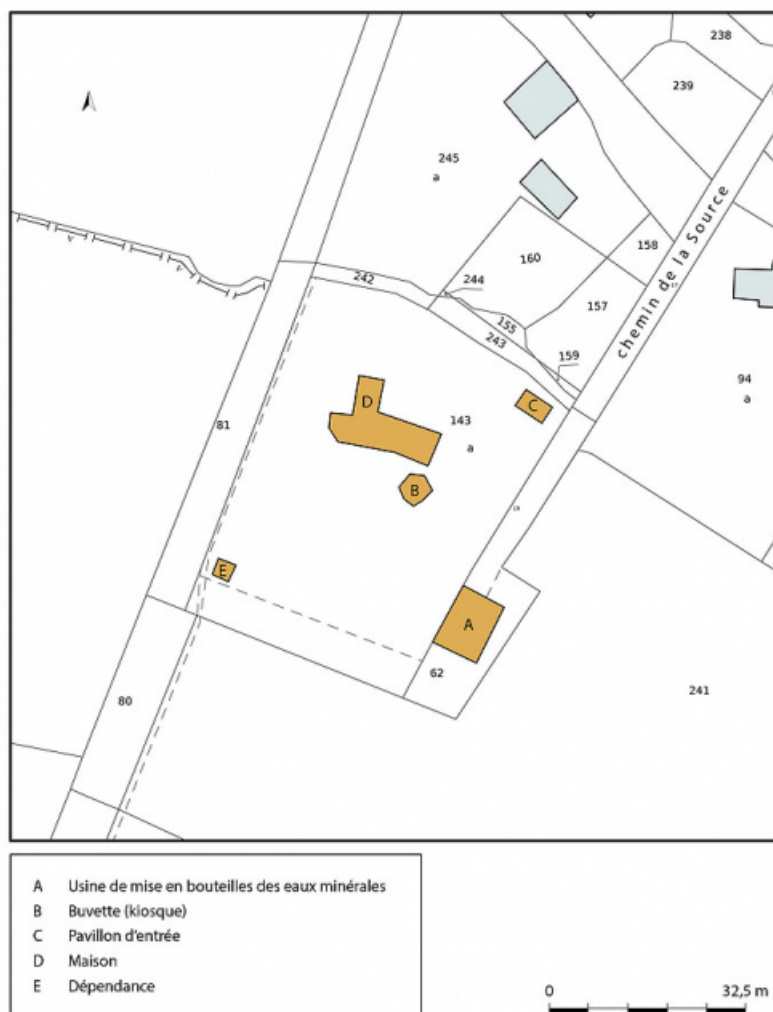 238
239
245
a
158
160
chemin de la Source
244
242
157
155
243
159
94
a
D
C
81
143
a
B
E
A
62
80
241
A Usine de mise en bouteilles des eaux minérales
B Buvette (kiosque)
C Pavillon d'entrée
D Maison
E Dépendance
0 32,5 m